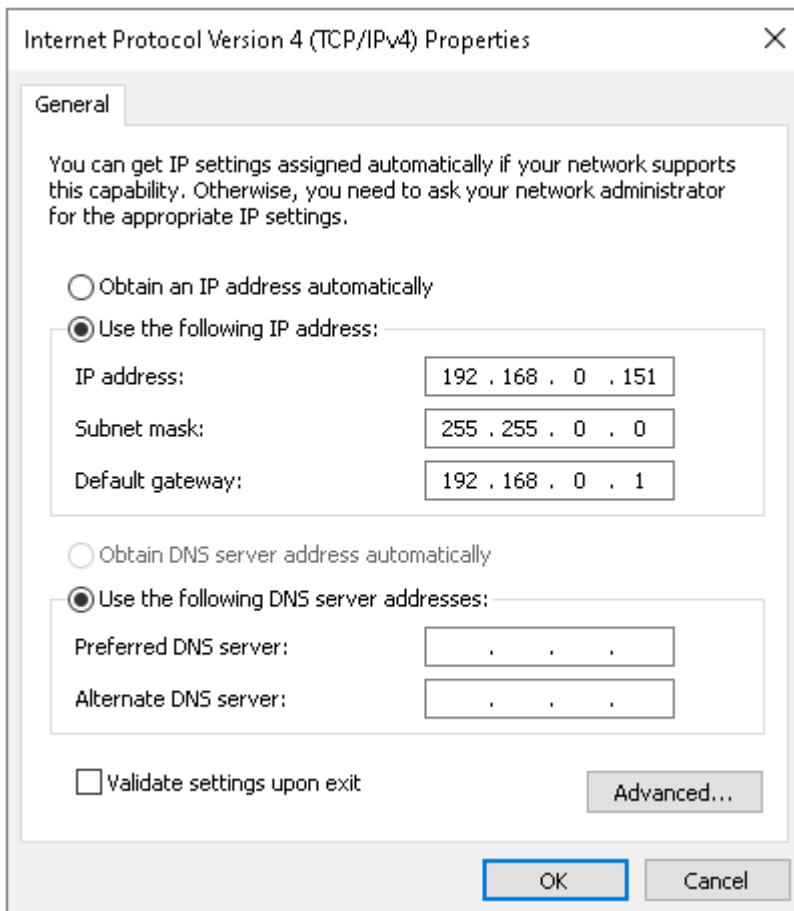 Internet Protocol Version 4 (TCP/IPv4) Properties
General
You can get IP settings assigned automatically if your network supports
this capability. Otherwise, you need to ask your network administrator
for the appropriate IP settings.
Obtain an IP address automatically
Use the following IP address:
IP address: 192 . 168 . 0 . 151
Subnet mask: 255 . 255 . 0 . 0
Default gateway: 192 . 168 . 0 . 1
Obtain DNS server address automatically
Use the following DNS server addresses:
Preferred DNS server: . . .
Alternate DNS server: . . .
Validate settings upon exit
Advanced...
OK Cancel